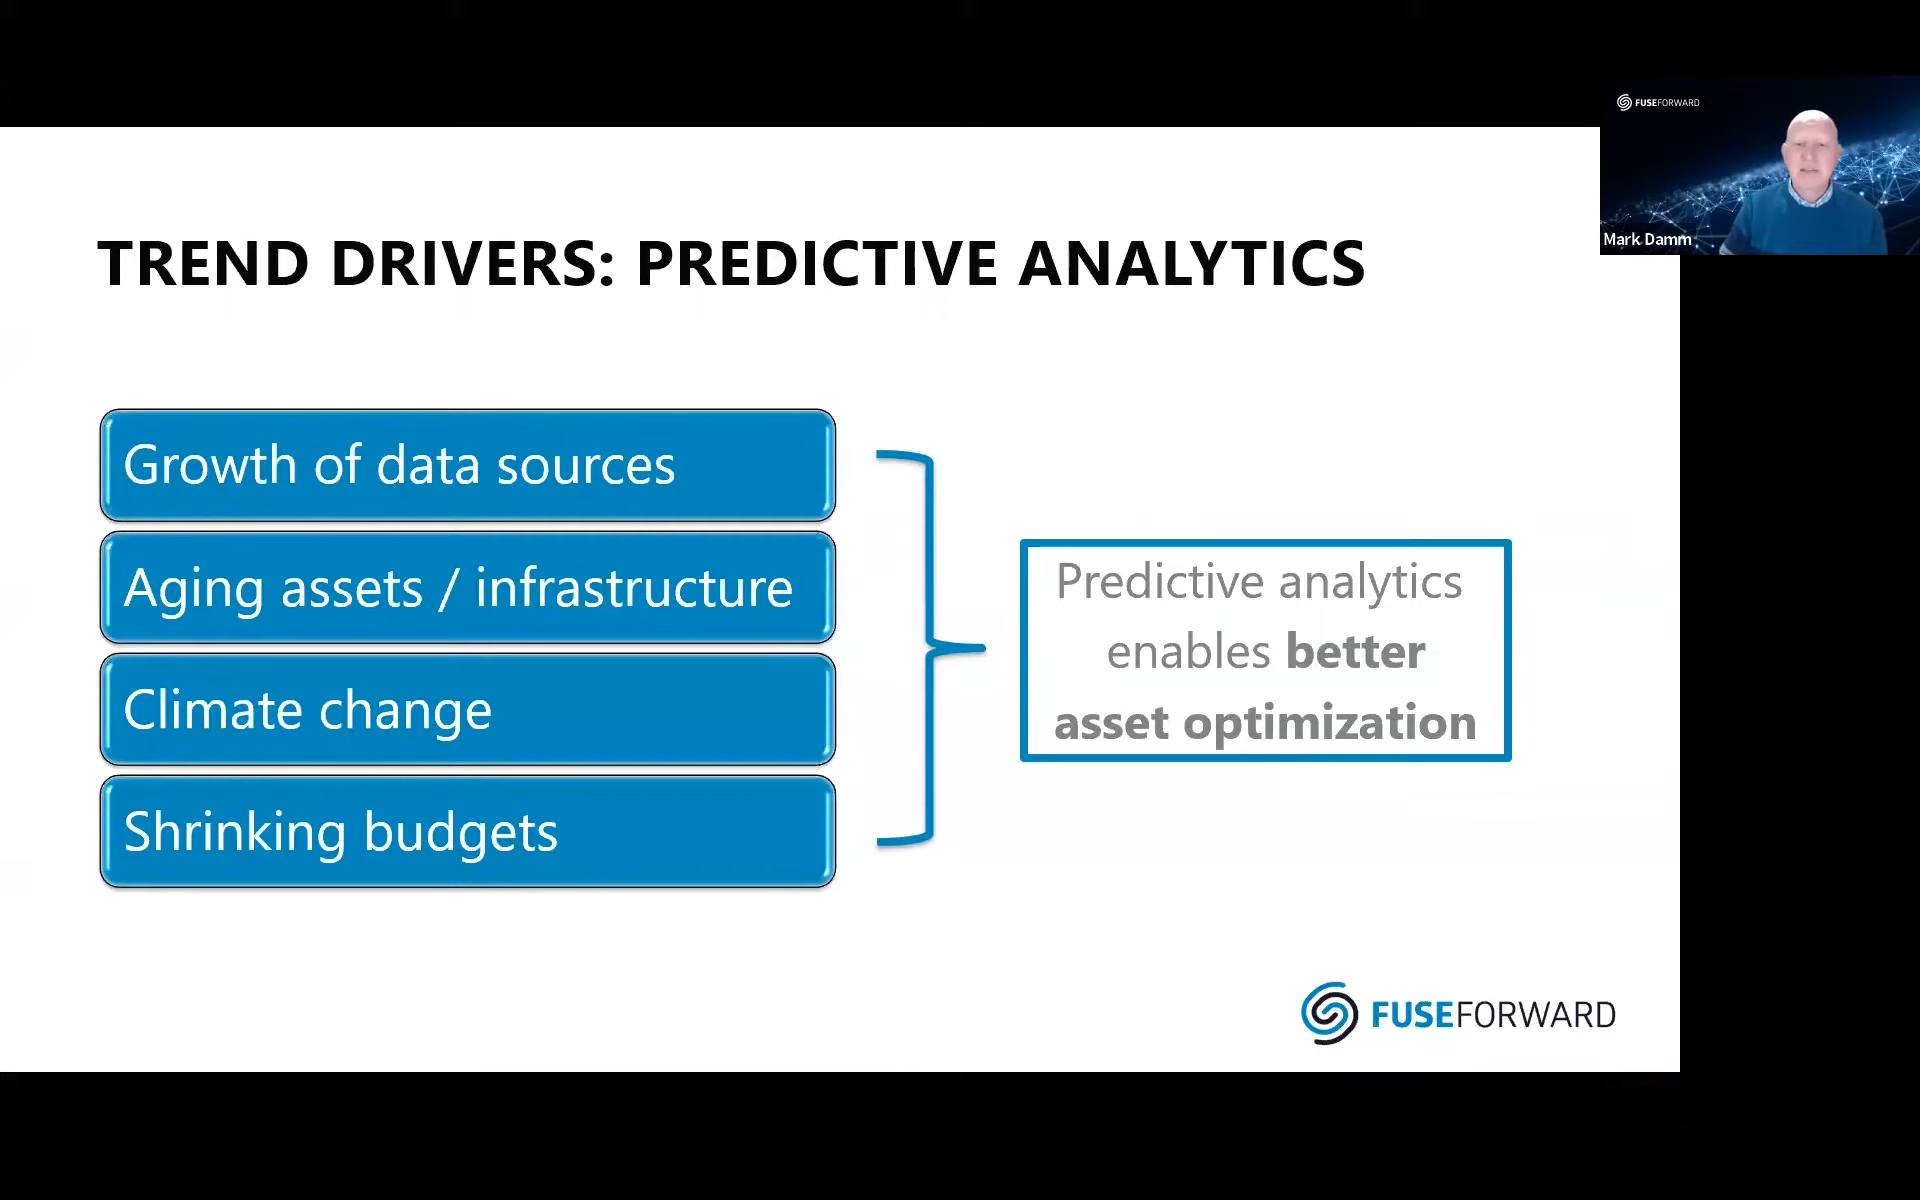 FUSEFORWARD
Mark Damm
TREND DRIVERS: PREDICTIVE ANALYTICS
Growth of data sources
Aging assets / infrastructure
Climate change
Shrinking budgets
Predictive analytics
enables better
asset optimization
FUSEFORWARD